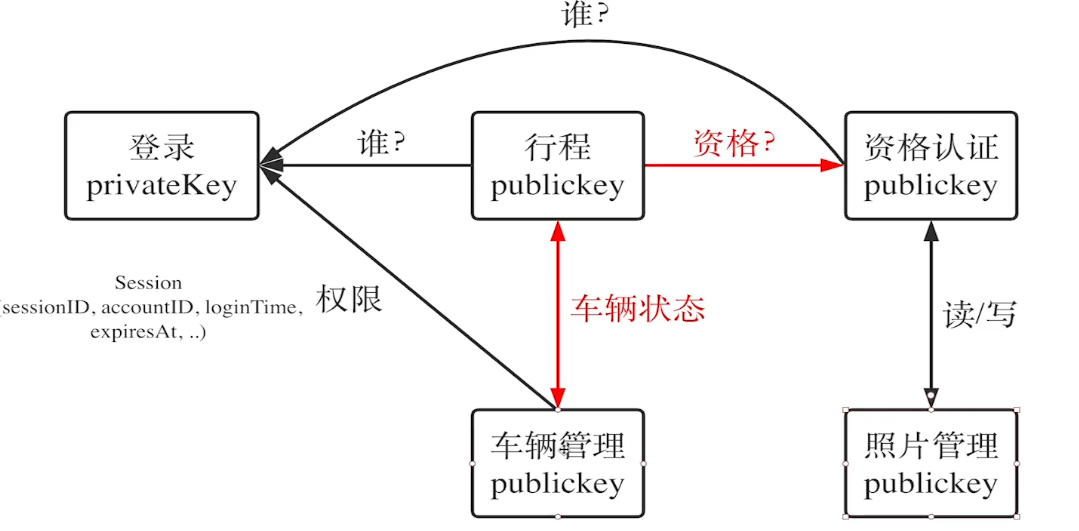 谁?
登录
privateKey
谁?
行程
publickey
资格?
资格认证
publickey
Session
(sessionID, accountID, loginTime,
expiresAt, ..)
权限
车辆状态
读/写
车辆管理
publickey
照片管理
publickey